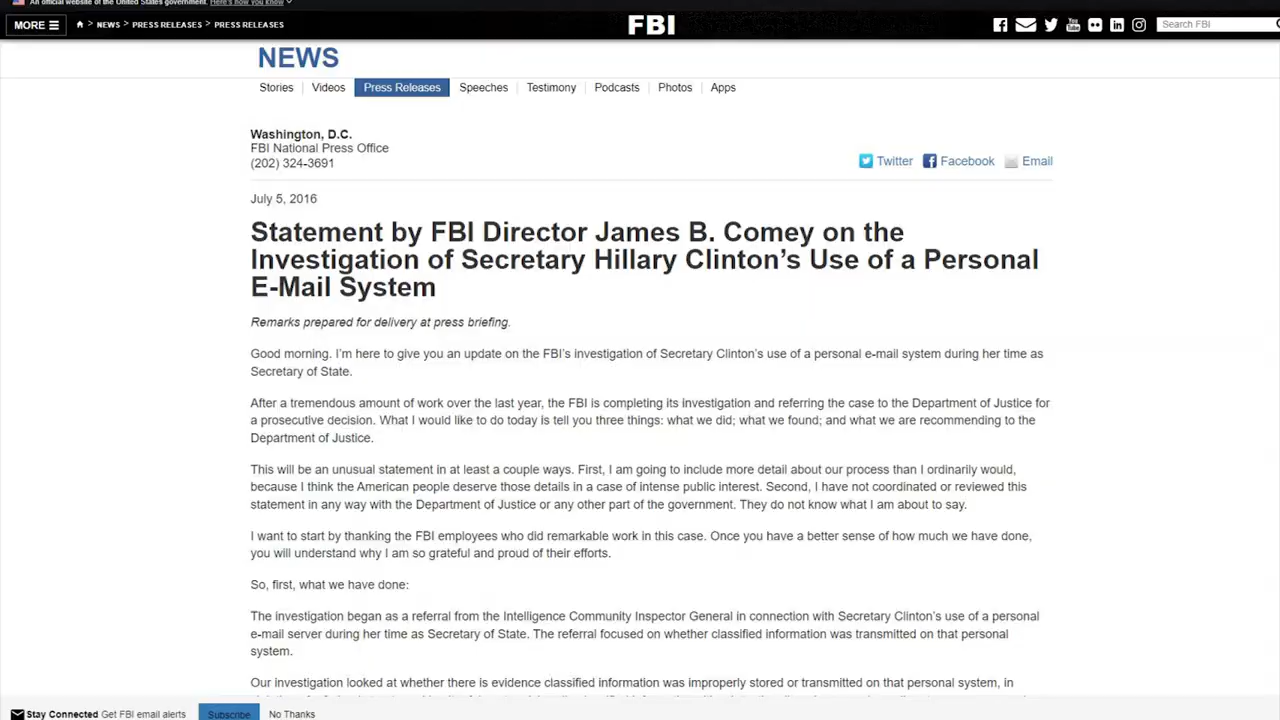 An official website of the United States government. Here's how you know
MORE > NEWS > PRESS RELEASES > PRESS RELEASES
FBI
Search FBI
NEWS
Stories Videos Press Releases Speeches Testimony Podcasts Photos Apps
Washington, D.C.
FBI National Press Office
(202) 324-3691
Twitter Facebook Email
July 5, 2016
Statement by FBI Director James B. Comey on the
Investigation of Secretary Hillary Clinton's Use of a Personal
E-Mail System
Remarks prepared for delivery at press briefing.
Good morning. I'm here to give you an update on the FBI's investigation of Secretary Clinton's use of a personal e-mail system during her time as
Secretary of State.
After a tremendous amount of work over the last year, the FBI is completing its investigation and referring the case to the Department of Justice for
a prosecutive decision. What I would like to do today is tell you three things: what we did; what we found; and what we are recommending to the
Department of Justice.
This will be an unusual statement in at least a couple ways. First, I am going to include more detail about our process than I ordinarily would,
because I think the American people deserve those details in a case of intense public interest. Second, I have not coordinated or reviewed this
statement in any way with the Department of Justice or any other part of the government. They do not know what I am about to say.
I want to start by thanking the FBI employees who did remarkable work in this case. Once you have a better sense of how much we have done,
you will understand why I am so grateful and proud of their efforts.
So, first, what we have done:
The investigation began as a referral from the Intelligence Community Inspector General in connection with Secretary Clinton's use of a personal
e-mail server during her time as Secretary of State. The referral focused on whether classified information was transmitted on that personal
system.
Our investigation looked at whether there is evidence classified information was improperly stored or transmitted on that personal system, in
Stay Connected Get FBI email alerts Subscribe No Thanks